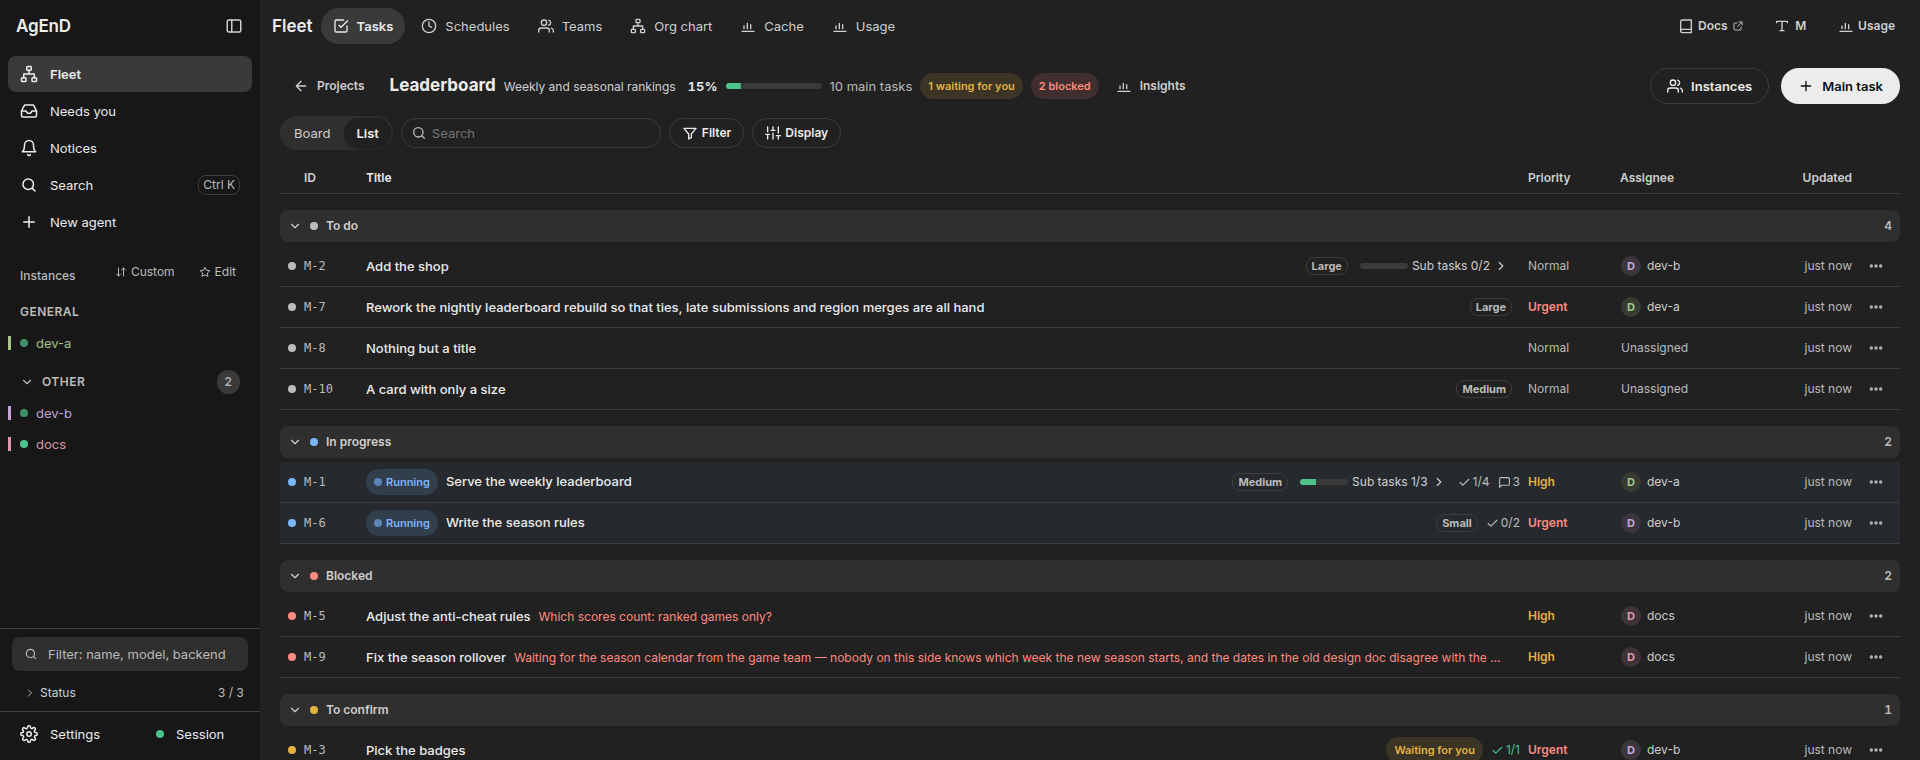 AgEnD
Fleet
Needs you
Notices
Search Ctrl K
New agent
Instances Custom Edit
GENERAL
dev-a
OTHER 2
dev-b
docs
Filter: name, model, backend
Status 3 / 3
Settings Session
Fleet Tasks Schedules Teams Org chart Cache Usage Docs M Usage
Projects Leaderboard Weekly and seasonal rankings 15% 10 main tasks 1 waiting for you 2 blocked Insights Instances Main task
Board List Search Filter Display
ID Title Priority Assignee Updated
To do 4
M-2 Add the shop Large Sub tasks 0/2 Normal D dev-b just now
M-7 Rework the nightly leaderboard rebuild so that ties, late submissions and region merges are all hand Large Urgent D dev-a just now
M-8 Nothing but a title Normal Unassigned just now
M-10 A card with only a size Medium Normal Unassigned just now
In progress 2
M-1 Running Serve the weekly leaderboard Medium Sub tasks 1/3 1/4 3 High D dev-a just now
M-6 Running Write the season rules Small 0/2 Urgent D dev-b just now
Blocked 2
M-5 Adjust the anti-cheat rules Which scores count: ranked games only? High D docs just now
M-9 Fix the season rollover Waiting for the season calendar from the game team — nobody on this side knows which week the new season starts, and the dates in the old design doc disagree with the ... High D docs just now
To confirm 1
M-3 Pick the badges Waiting for you 1/1 Urgent D dev-b just now